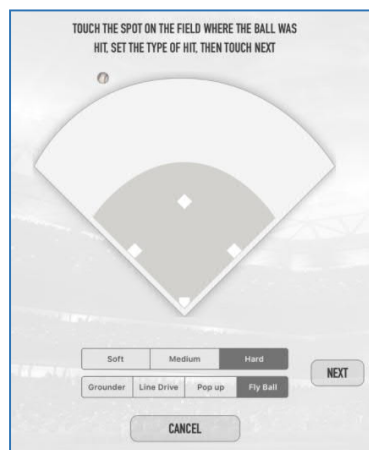 TOUCH THE SPOT ON THE FIELD WHERE THE BALL WAS
HIT, SET THE TYPE OF HIT, THEN TOUCH NEXT
Soft Medium Hard
NEXT
Grounder Line Drive Pop up Fly Ball
CANCEL